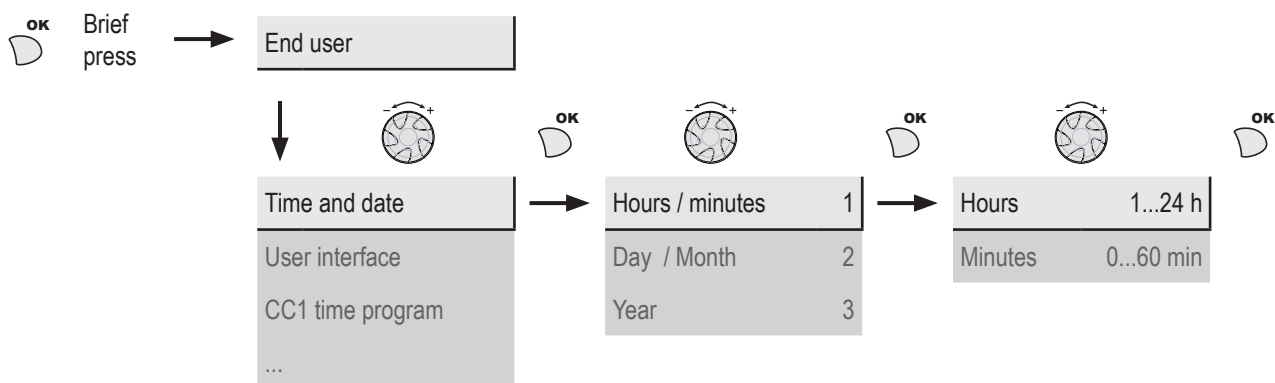 OK Brief
press
End user
- +
OK
- +
OK
- +
OK
Time and date
Hours / minutes 1
Hours 1...24 h
User interface
Day / Month 2
Minutes 0...60 min
CC1 time program
Year 3
...